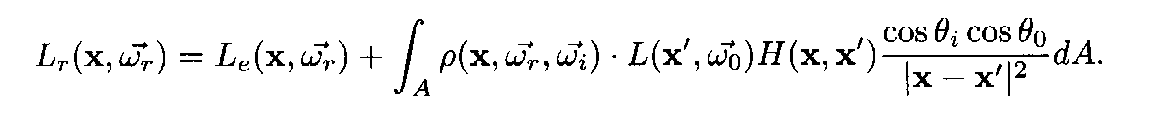 L_r(\mathbf{x}, \vec{\omega_r}) = L_e(\mathbf{x}, \vec{\omega_r}) + \int_A \rho(\mathbf{x}, \vec{\omega_r}, \vec{\omega_i}) \cdot L(\mathbf{x}', \vec{\omega_0}) H(\mathbf{x}, \mathbf{x}') \frac{\cos \theta_i \cos \theta_0}{|\mathbf{x} - \mathbf{x}'|^2} dA.